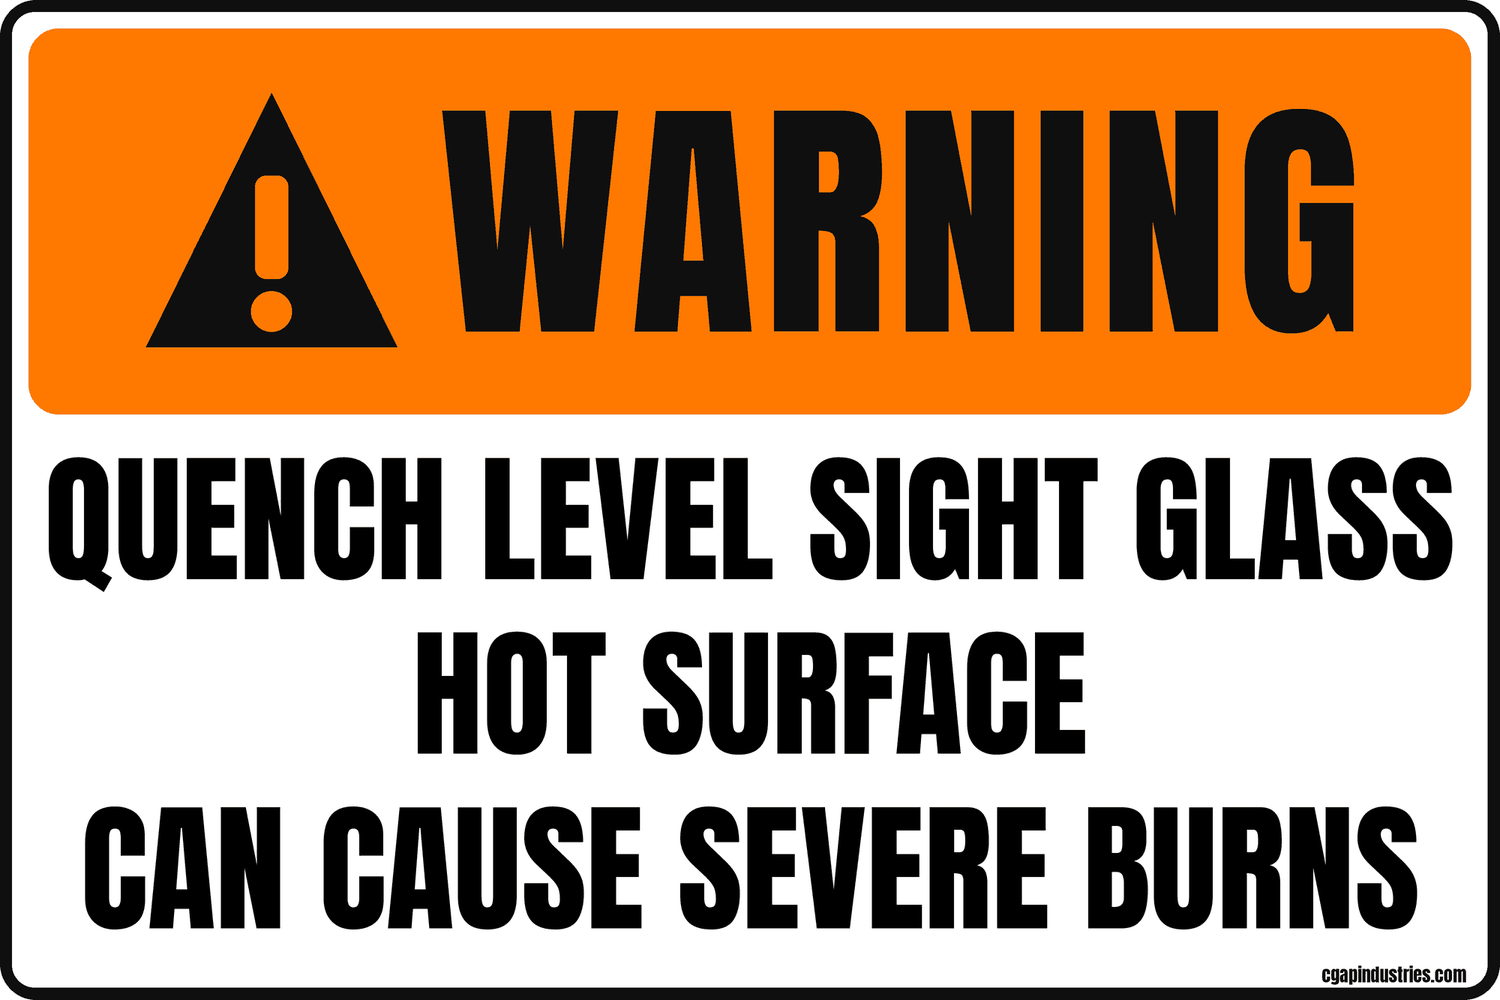 WARNING
QUENCH LEVEL SIGHT GLASS
HOT SURFACE
CAN CAUSE SEVERE BURNS
cgapindustries.com